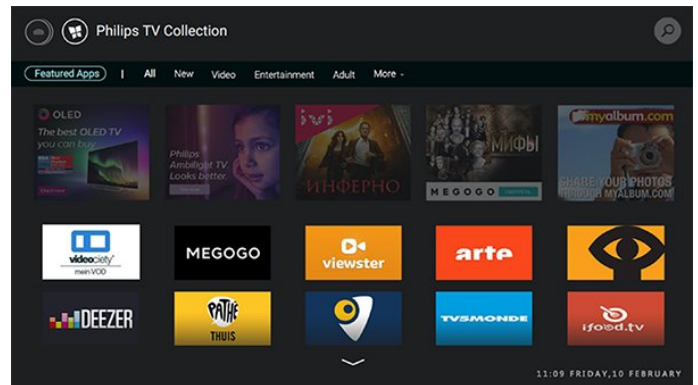 Philips TV Collection
Featured Apps | All New Video Entertainment Adult More
OLED
The best OLED TV
you can buy
Philips
Ambilight TV.
Looks better.
ivi
ИНФЕРНО
МИФЫ
MEGOGO
myalbum.com
SHARE YOUR PHOTOS
THROUGH MYALBUM.COM
videociety
mein VOD
MEGOGO
viewster
arte
DEEZER
PATHÉ
THUIS
TV5MONDE
ifood.tv
11:09 FRIDAY,10 FEBRUARY